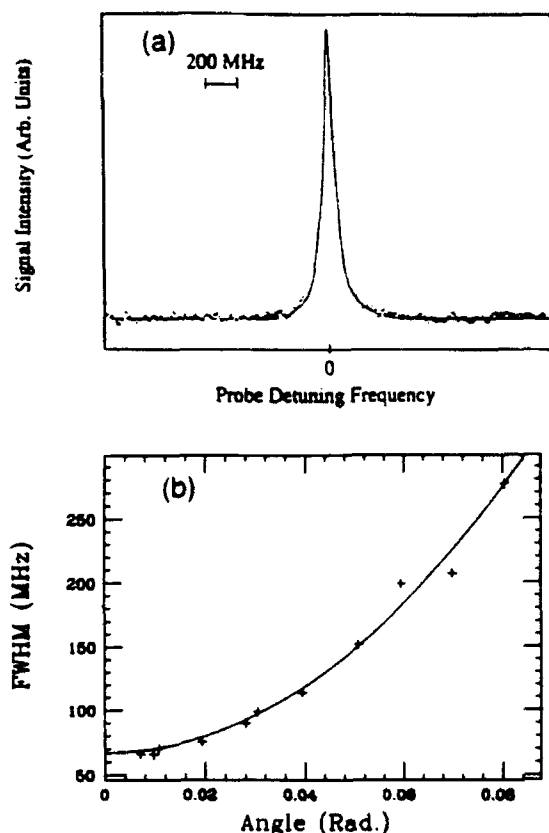 (a)
200 MHz
Signal Intensity (Arb. Units)
0
Probe Detuning Frequency
(b)
FWHM (MHz)
250
200
150
100
50
0 0.02 0.04 0.06 0.08
Angle (Rad.)